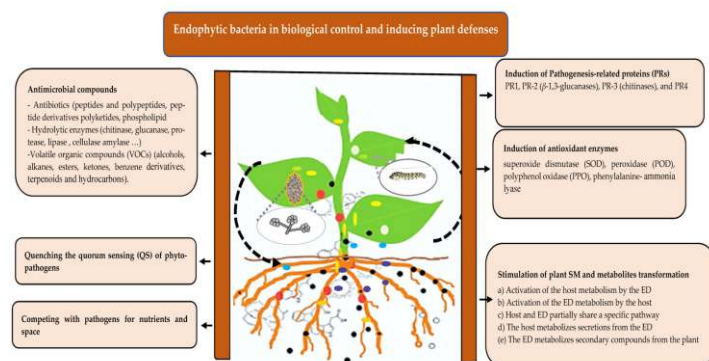 Endophytic bacteria in biological control and inducing plant defenses
Antimicrobial compounds
- Antibiotics (peptides and polypeptides, pep-
tide derivatives polyketides, phospholipid
- Hydrolytic enzymes (chitinase, glucanase, pro-
tease, lipase , cellulase amylase ...)
-Volatile organic compounds (VOCs) (alcohols,
alkanes, esters, ketones, benzene derivatives,
terpenoids and hydrocarbons).
Quenching the quorum sensing (QS) of phyto-
pathogens
Competing with pathogens for nutrients and
space
Induction of Pathogenesis-related proteins (PRs)
PR1, PR-2 (β-1,3-glucanases), PR-3 (chitinases), and PR4
Induction of antioxidant enzymes
superoxide dismutase (SOD), peroxidase (POD),
polyphenol oxidase (PPO), phenylalanine- ammonia
lyase
Stimulation of plant SM and metabolites transformation
a) Activation of the host metabolism by the ED
b) Activation of the ED metabolism by the host
c) Host and ED partially share a specific pathway
d) The host metabolizes secretions from the ED
(e) The ED metabolizes secondary compounds from the plant